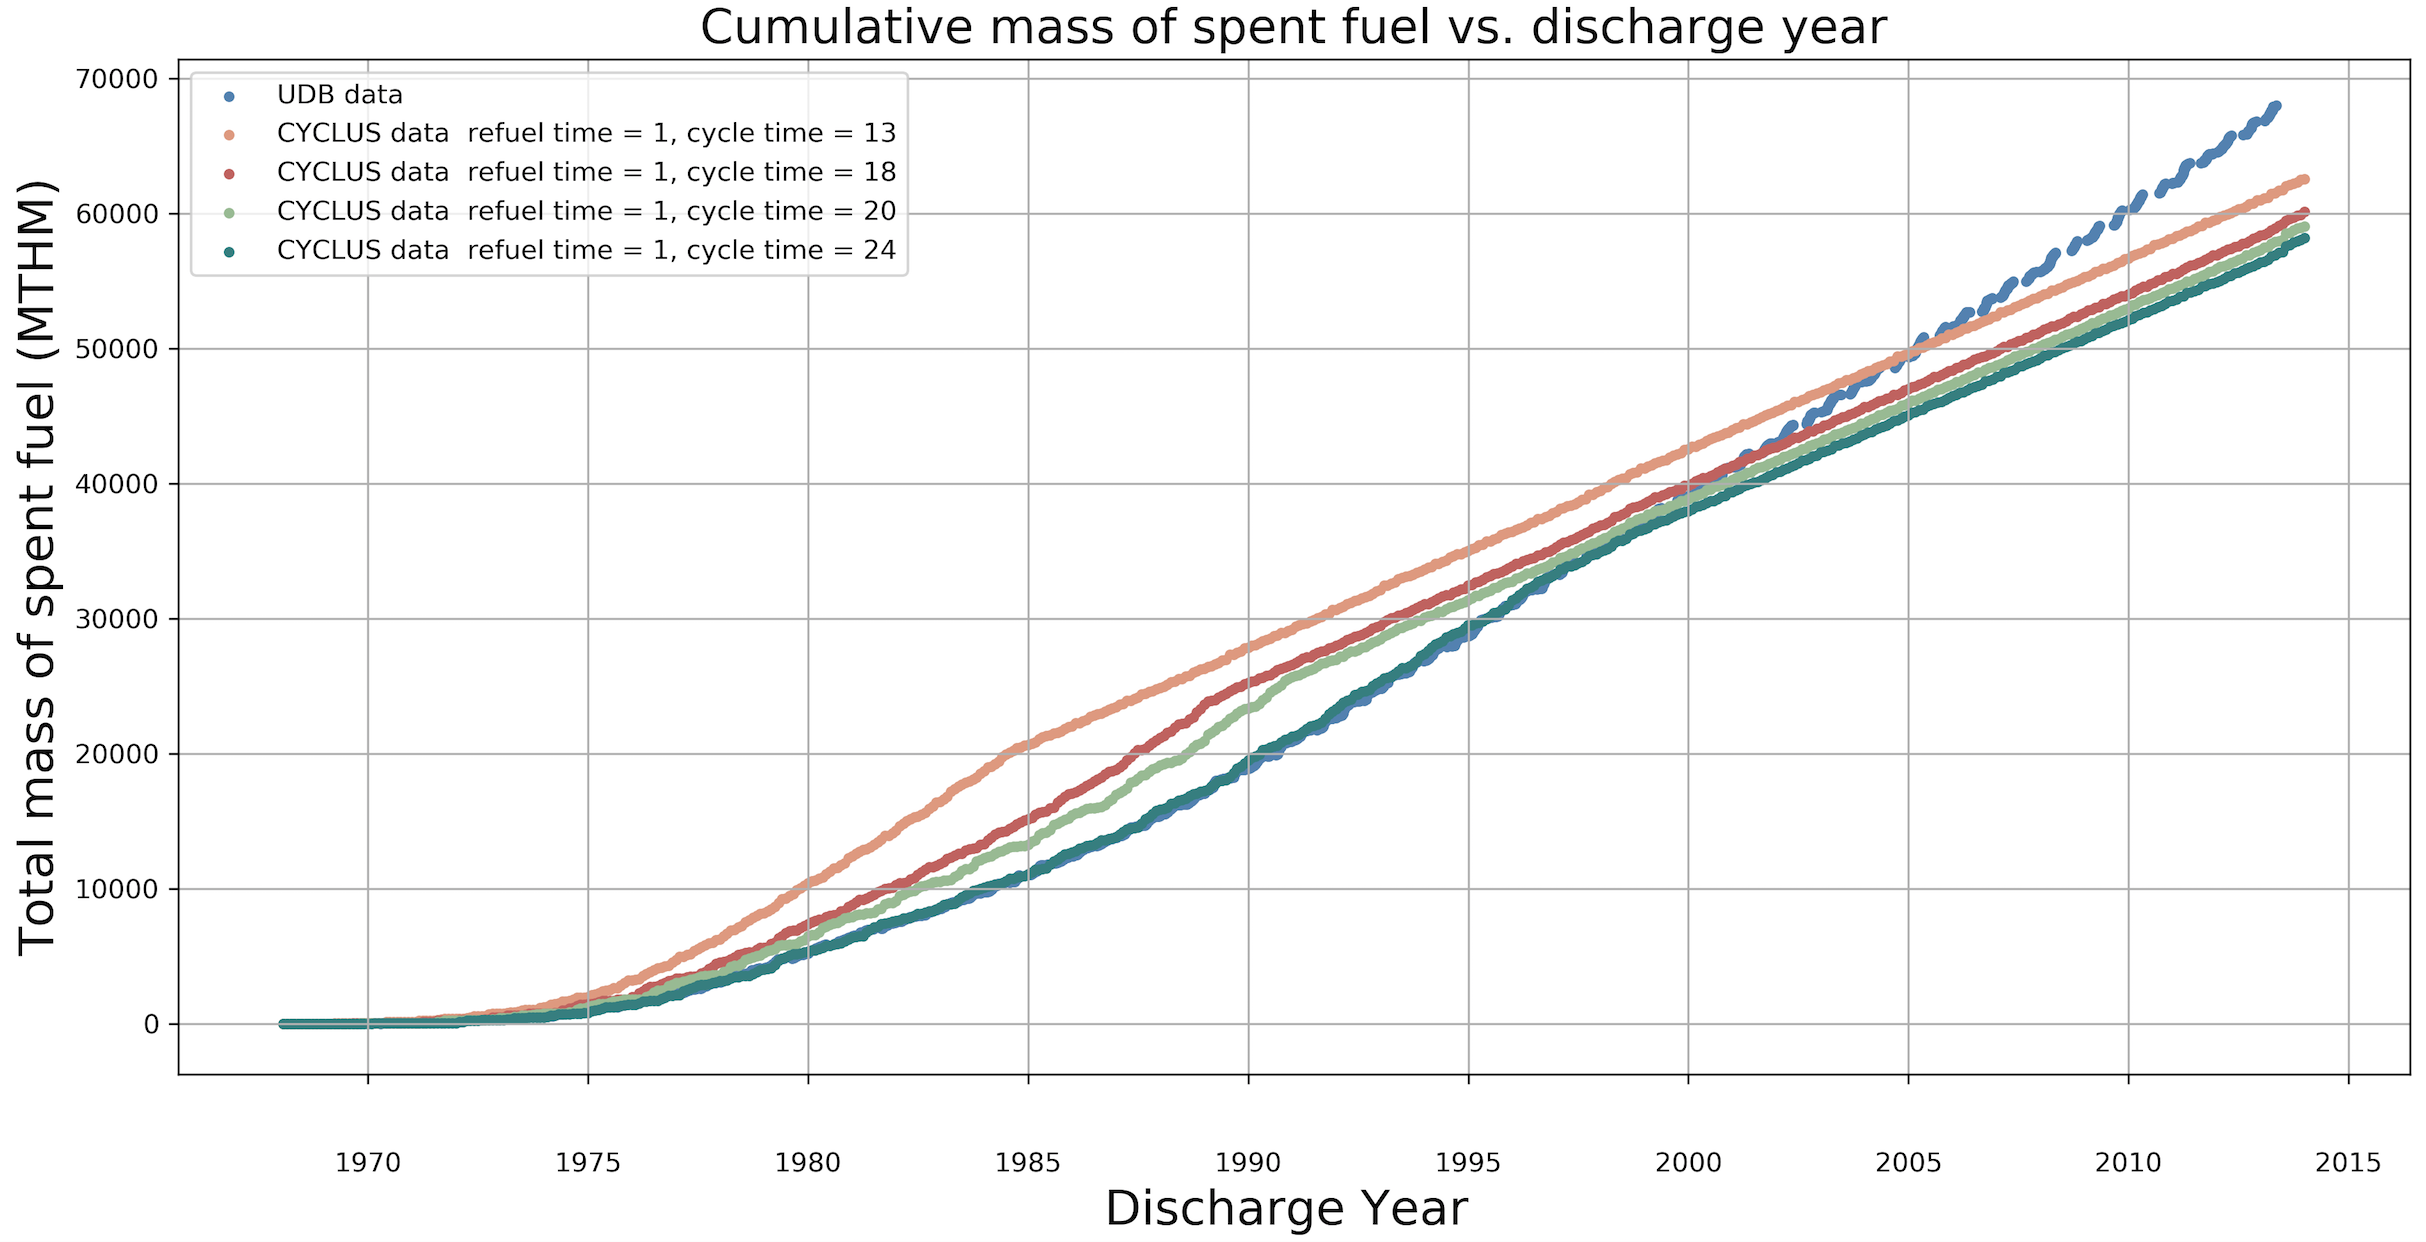 Cumulative mass of spent fuel vs. discharge year
UDB data
CYCLUS data  refuel time = 1, cycle time = 13
CYCLUS data  refuel time = 1, cycle time = 18
CYCLUS data  refuel time = 1, cycle time = 20
CYCLUS data  refuel time = 1, cycle time = 24
Total mass of spent fuel (MTHM)
70000
60000
50000
40000
30000
20000
10000
0
1970 1975 1980 1985 1990 1995 2000 2005 2010 2015
Discharge Year